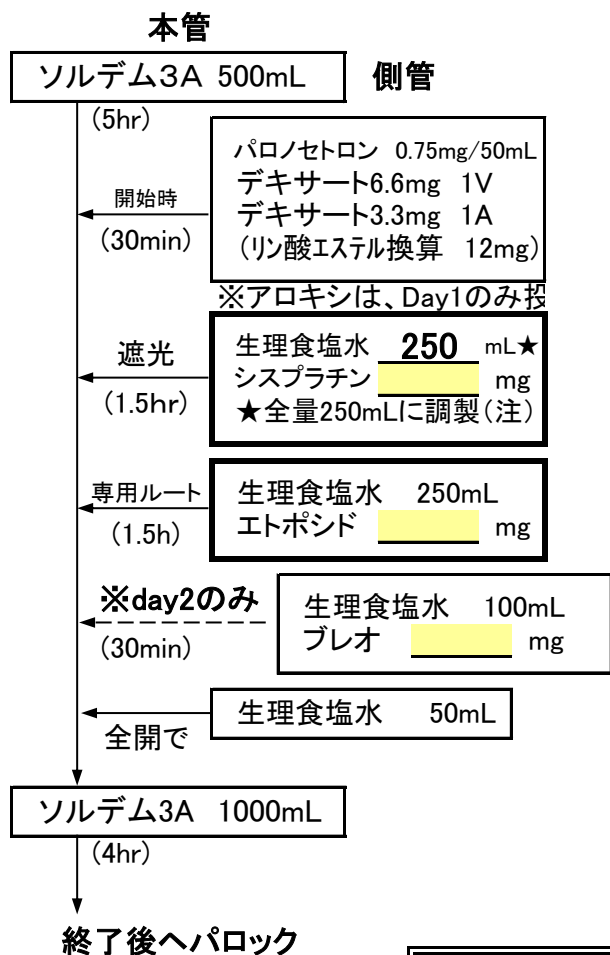 本管
ソルデム３Ａ 500mL
側管
(5hr)
パロノセトロン 0.75mg/50mL
デキサート6.6mg 1V
デキサート3.3mg 1A
(リン酸エステル換算 12mg)
開始時
(30min)
※アロキシは、Day1のみ投
生理食塩水 250 mL★
シスプラチン mg
★全量250mLに調製(注)
遮光
(1.5hr)
生理食塩水 250mL
エトポシド mg
専用ルート
(1.5h)
※day2のみ
(30min)
生理食塩水 100mL
ブレオ mg
生理食塩水 50mL
全開で
ソルデム3A 1000mL
(4hr)
終了後ヘパロック